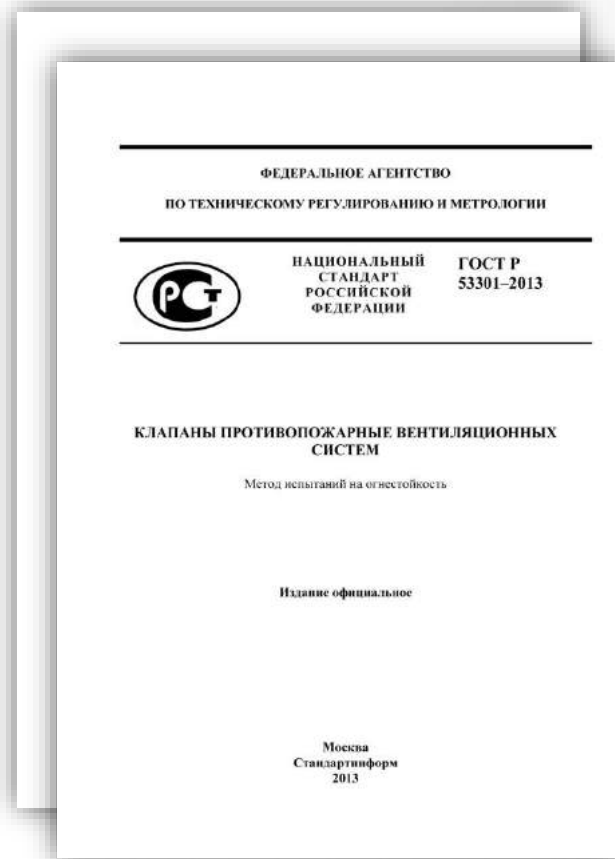 ФЕДЕРАЛЬНОЕ АГЕНТСТВО
ПО ТЕХНИЧЕСКОМУ РЕГУЛИРОВАНИЮ И МЕТРОЛОГИИ
РСТ
НАЦИОНАЛЬНЫЙ
СТАНДАРТ
РОССИЙСКОЙ
ФЕДЕРАЦИИ
ГОСТ Р
53301–2013
КЛАПАНЫ ПРОТИВОПОЖАРНЫЕ ВЕНТИЛЯЦИОННЫХ
СИСТЕМ
Метод испытаний на огнестойкость
Издание официальное
Москва
Стандартинформ
2013